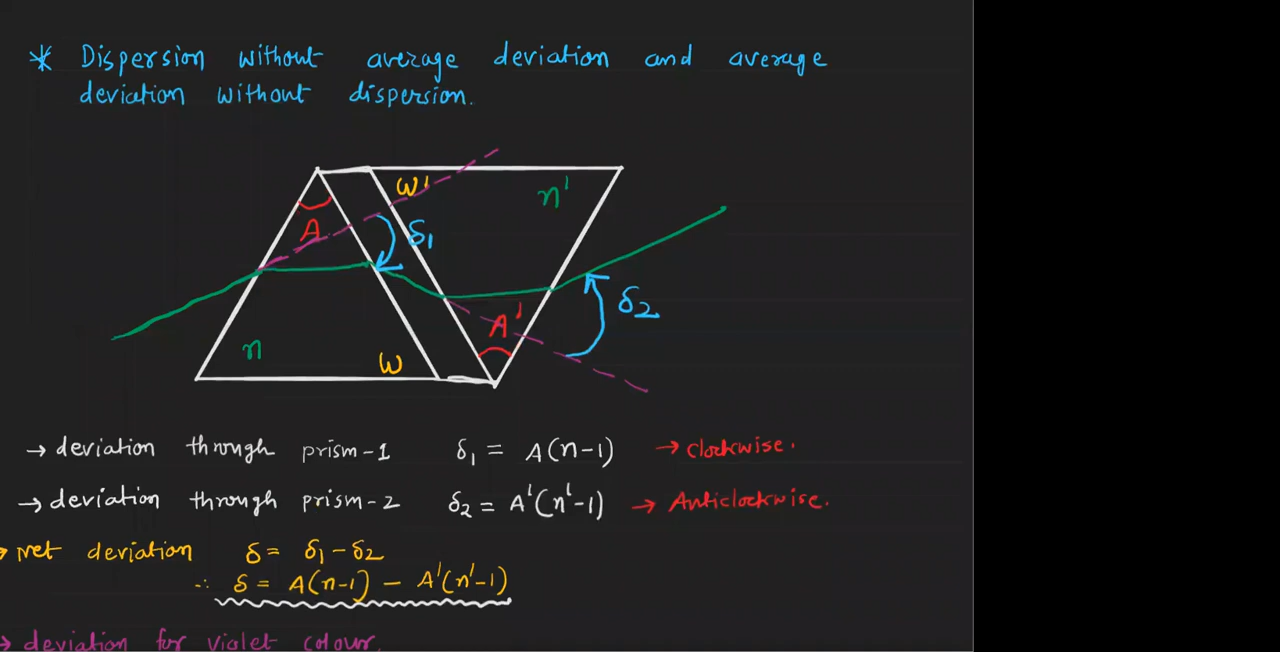 * Dispersion without average deviation and average
deviation without dispersion.
ω'
n'
A
δ₁
A'
δ₂
n
ω
→ deviation through prism-1 δ₁ = A(n-1) → clockwise.
→ deviation through prism-2 δ₂ = A'(n'-1) → Anticlockwise.
→ net deviation δ = δ₁ - δ₂
∴ δ = A(n-1) - A'(n'-1)
→ deviation for violet colour.